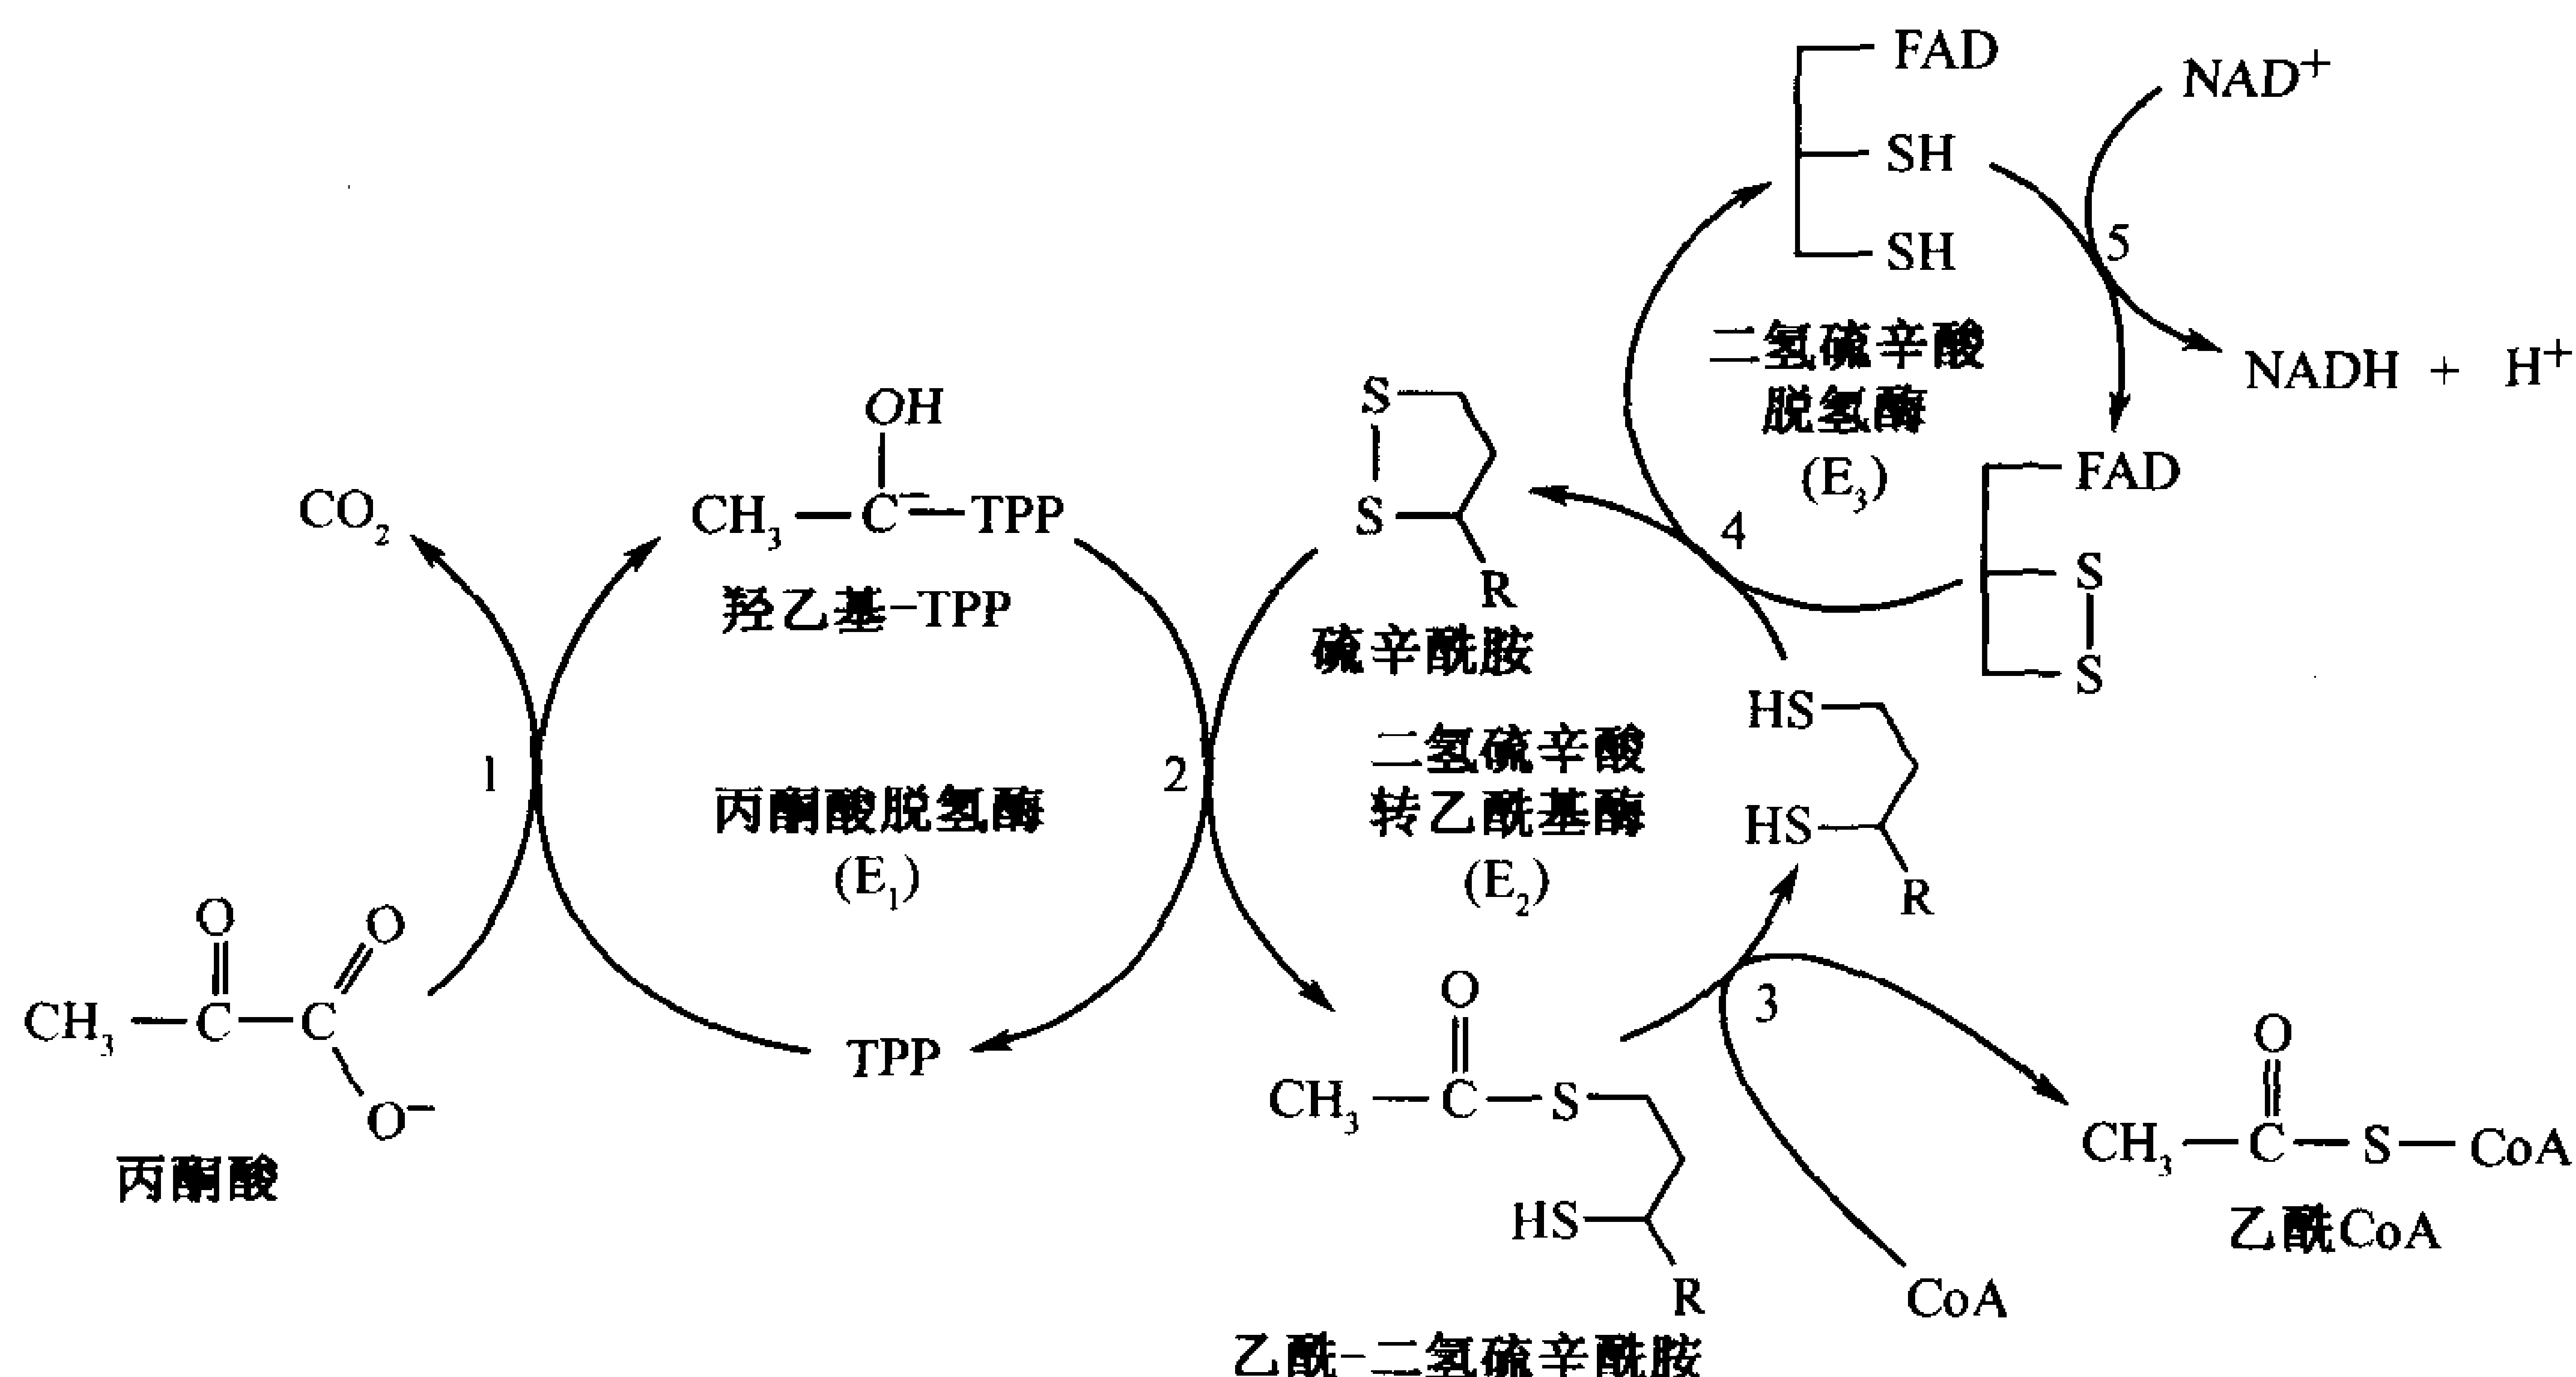 FAD
NAD⁺
SH
5
SH
二氢硫辛酸
脱氢酶
(E₃)
NADH + H⁺
OH
S
FAD
CO₂
CH₃—C⁻—TPP
S
4
S
羟乙基-TPP
R
硫辛酰胺
S
HS
二氢硫辛酸
转乙酰基酶
(E₂)
1
2
丙酮酸脱氢酶
(E₁)
HS
R
O
O
CH₃—C—C
O⁻
丙酮酸
TPP
O
3
CH₃—C—S
HS
R
乙酰-二氢硫辛酰胺
CoA
O
CH₃—C—S—CoA
乙酰CoA